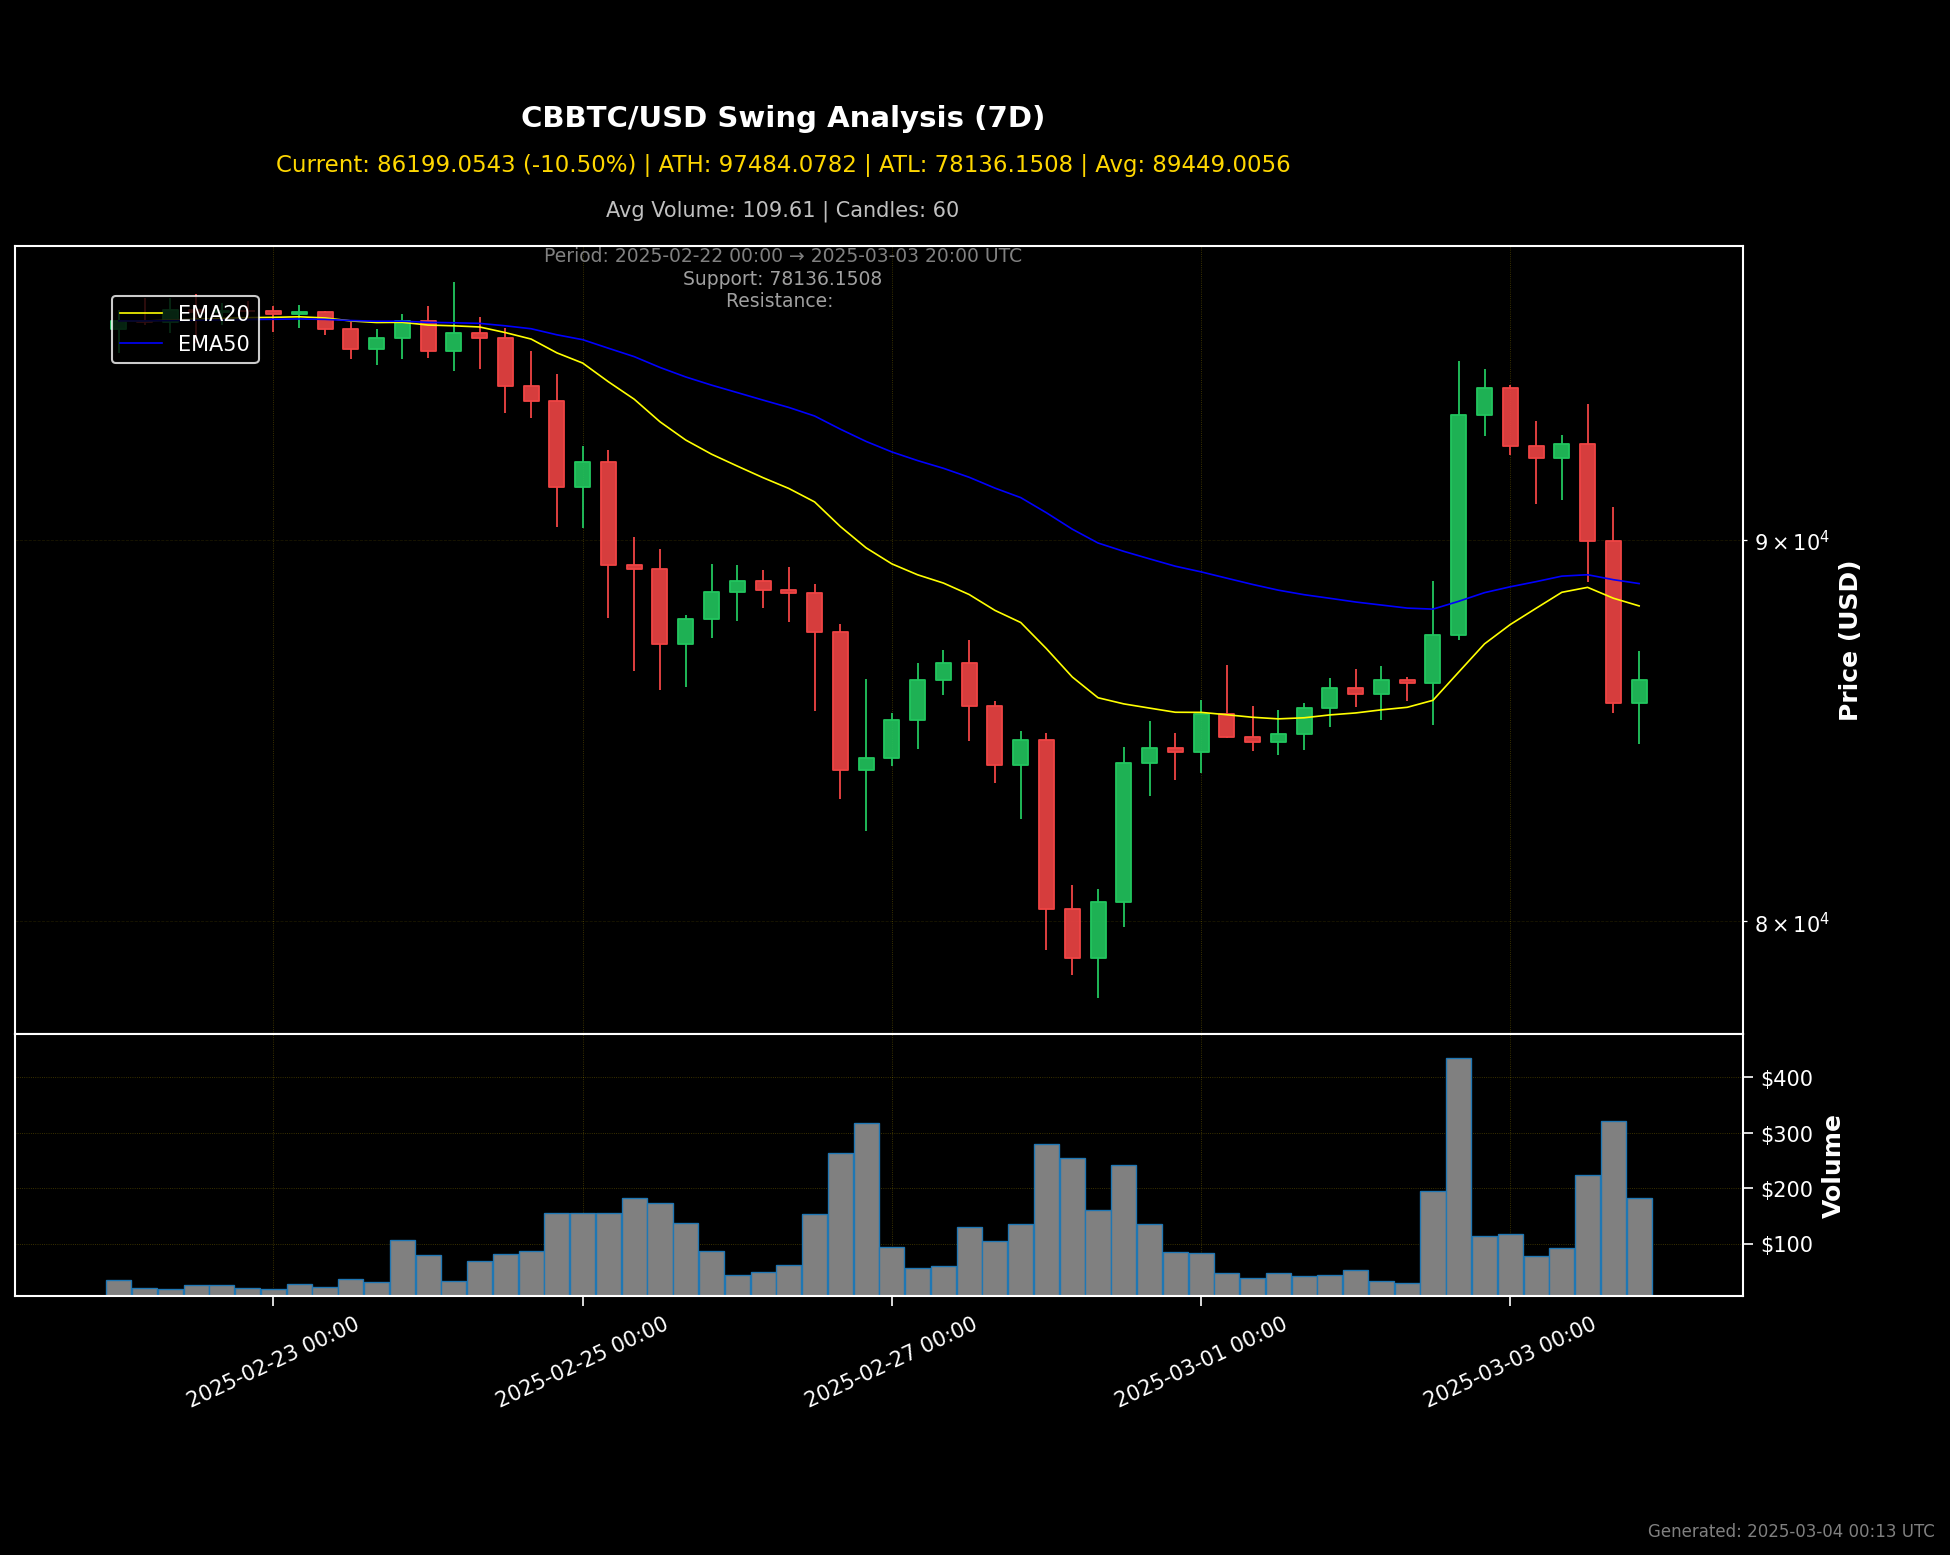 CBBTC/USD Swing Analysis (7D)
Current: 86199.0543 (-10.50%) | ATH: 97484.0782 | ATL: 78136.1508 | Avg: 89449.0056
Avg Volume: 109.61 | Candles: 60
Period: 2025-02-22 00:00 → 2025-03-03 20:00 UTC
Support: 78136.1508
Resistance:
EMA20
EMA50
9 × 10⁴
8 × 10⁴
Price (USD)
$400
$300
$200
$100
Volume
2025-02-23 00:00
2025-02-25 00:00
2025-02-27 00:00
2025-03-01 00:00
2025-03-03 00:00
Generated: 2025-03-04 00:13 UTC